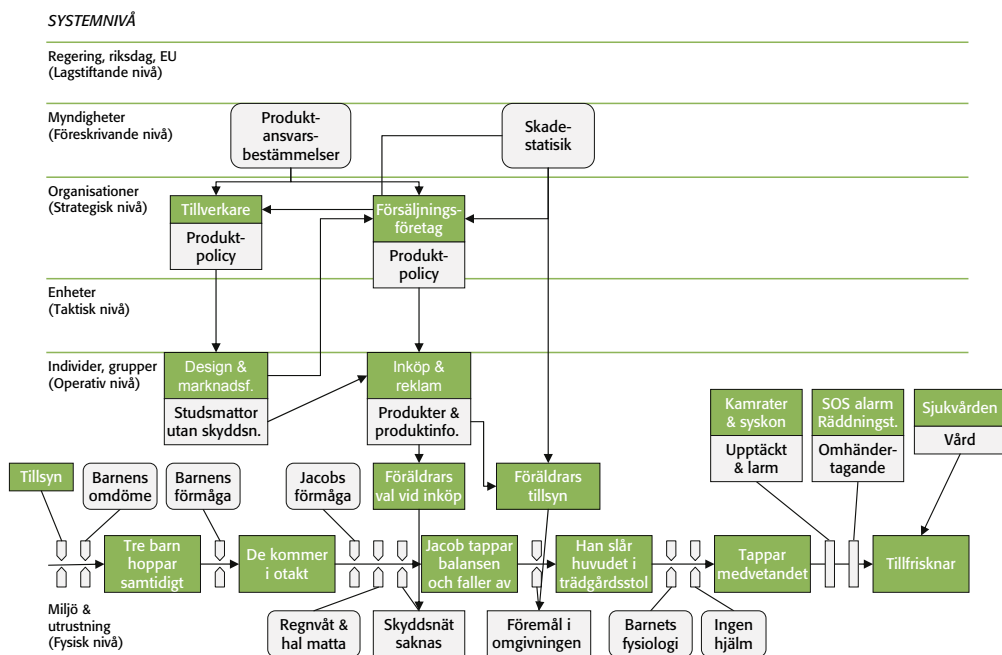 SYSTEMNIVÅ
Regering, riksdag, EU
(Lagstiftande nivå)
Myndigheter
(Föreskrivande nivå)
Produkt-
ansvars-
bestämmelser
Skade-
statisik
Organisationer
(Strategisk nivå)
Tillverkare
Produkt-
policy
Försäljnings-
företag
Produkt-
policy
Enheter
(Taktisk nivå)
Individer, grupper
(Operativ nivå)
Design &
marknadsf.
Studsmattor
utan skyddsn.
Inköp &
reklam
Produkter &
produktinfo.
Kamrater
& syskon
Upptäckt
& larm
SOS alarm
Räddningst.
Omhänder-
tagande
Sjukvården
Vård
Tillsyn
Barnens
omdöme
Barnens
förmåga
Jacobs
förmåga
Föräldrars
val vid inköp
Föräldrars
tillsyn
Tre barn
hoppar
samtidigt
De kommer
i otakt
Jacob tappar
balansen
och faller av
Han slår
huvudet i
trädgårdsstol
Tappar
medvetandet
Tillfrisknar
Miljö &
utrustning
(Fysisk nivå)
Regnvåt &
hal matta
Skyddsnät
saknas
Föremål i
omgivningen
Barnets
fysiologi
Ingen
hjälm